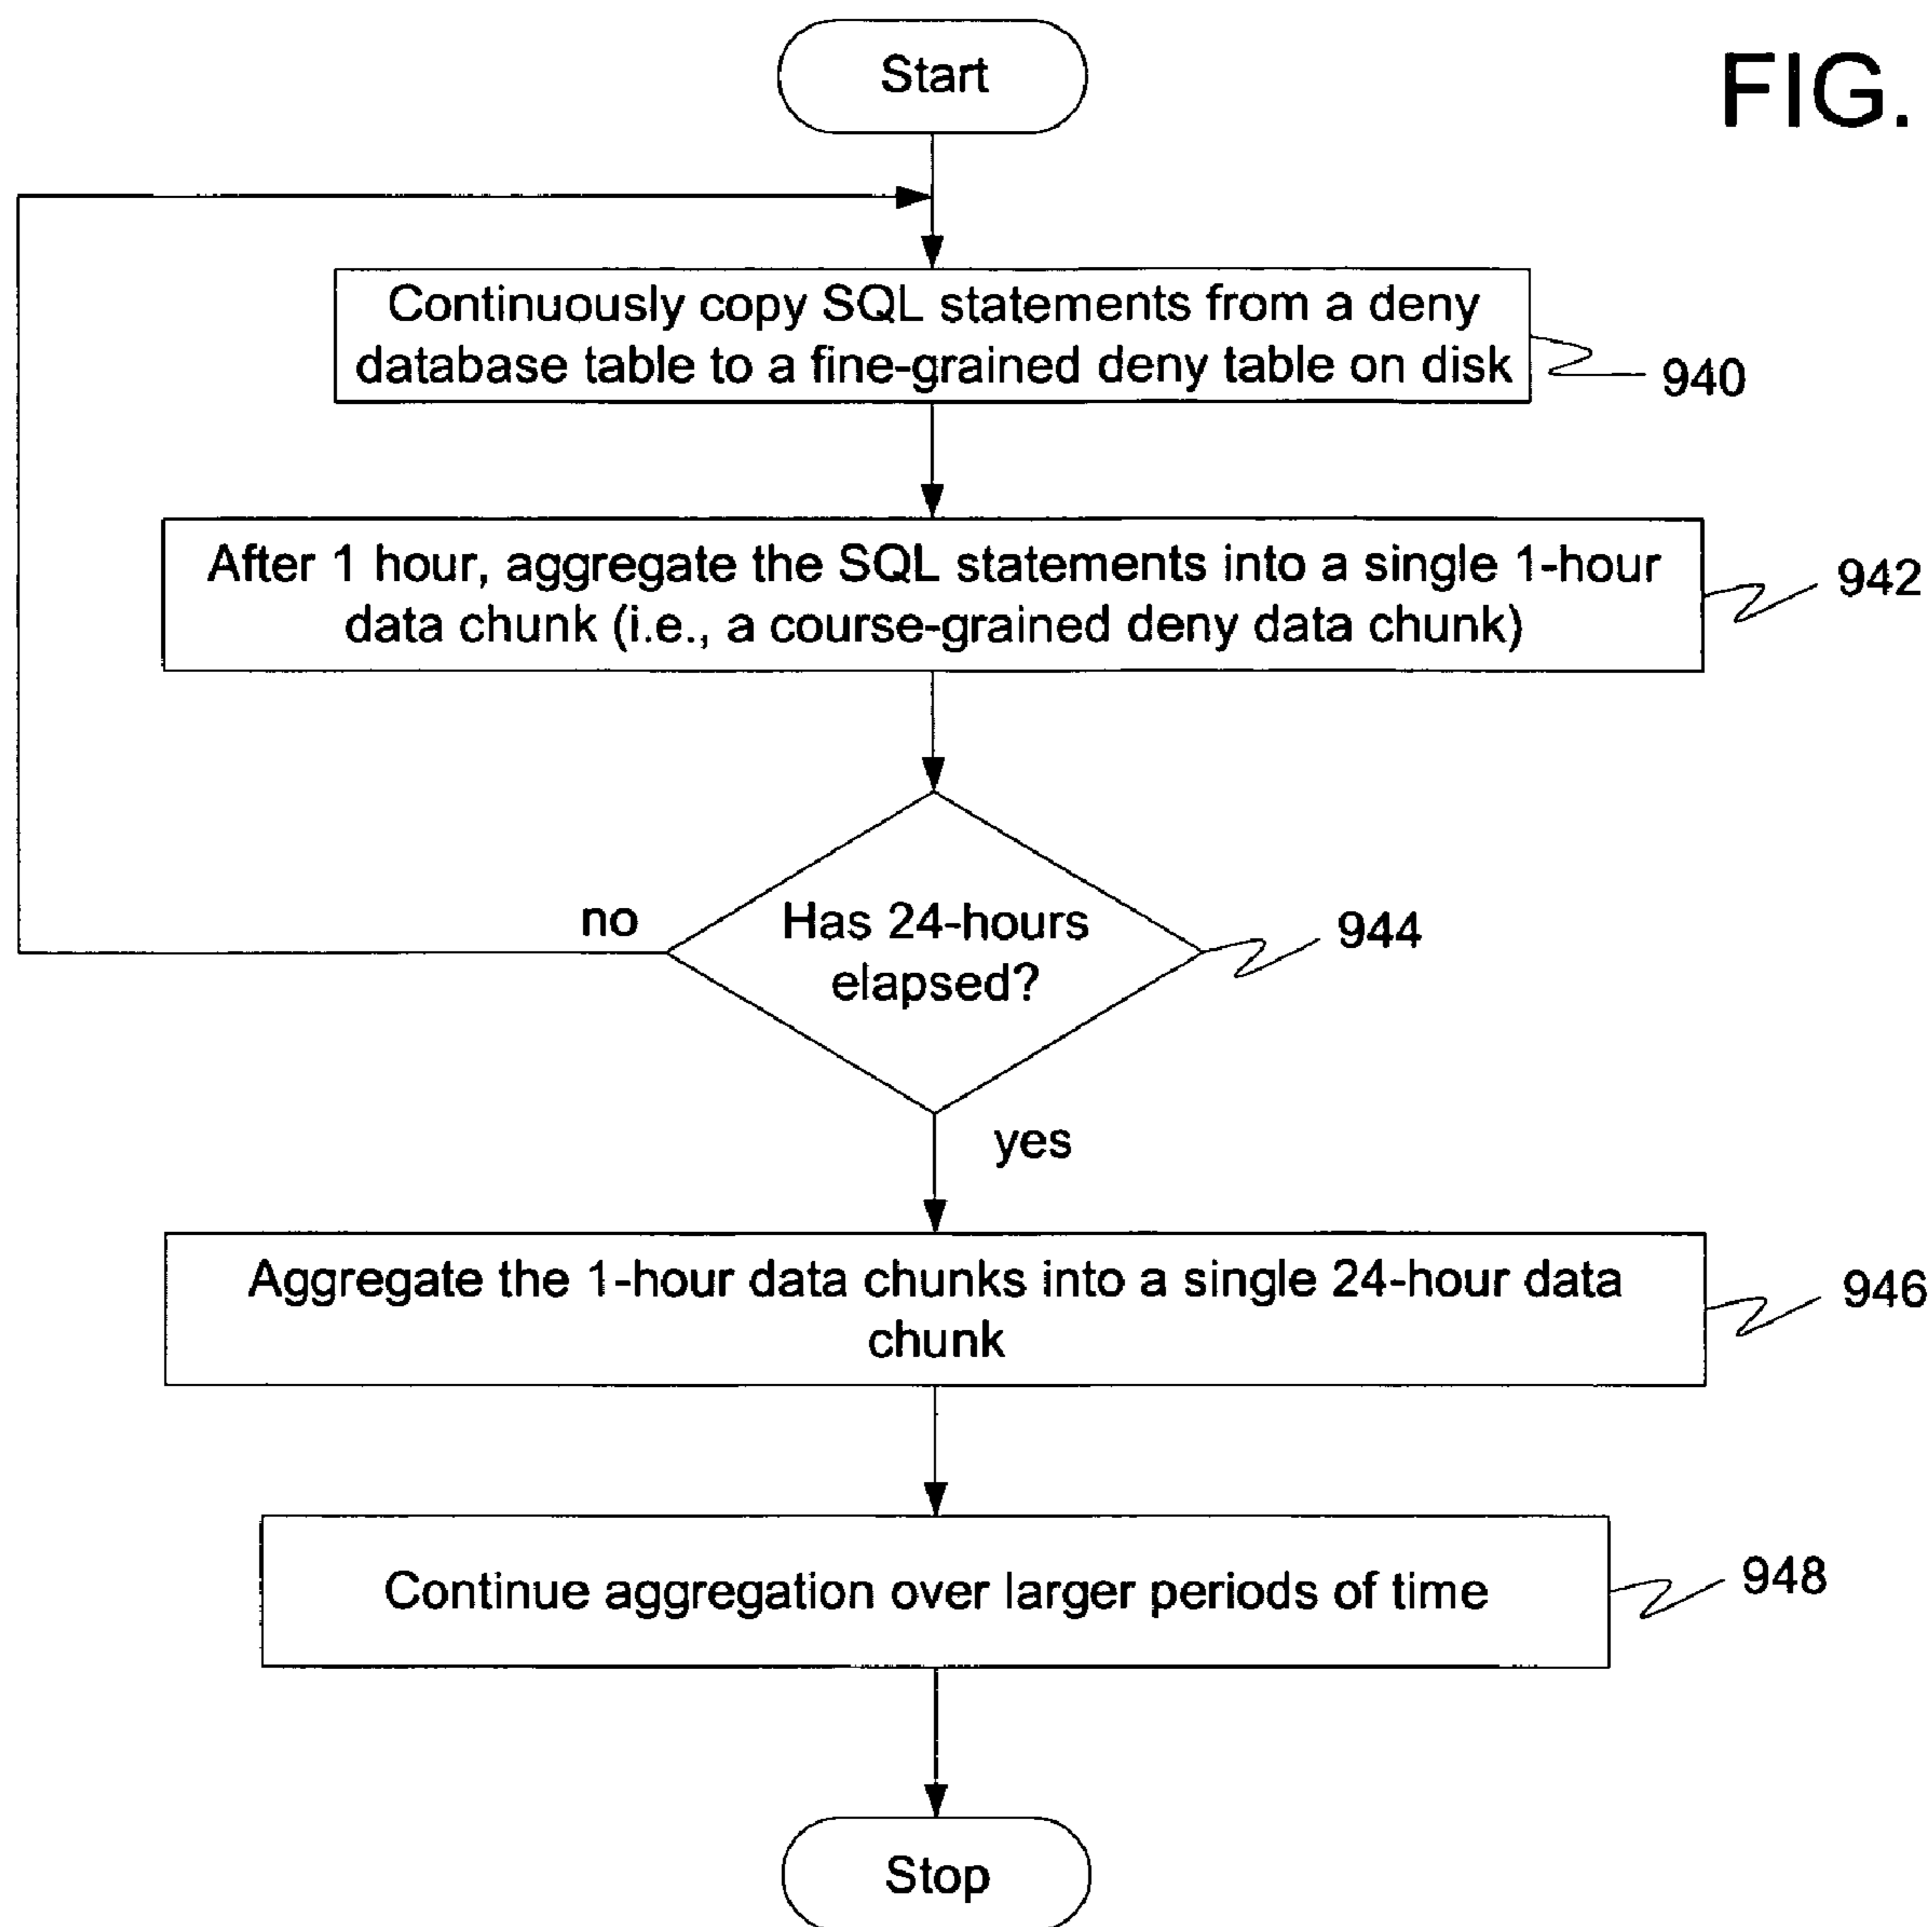 Start
FIG.
Continuously copy SQL statements from a deny
database table to a fine-grained deny table on disk
940
After 1 hour, aggregate the SQL statements into a single 1-hour
data chunk (i.e., a course-grained deny data chunk)
942
no
Has 24-hours
elapsed?
944
yes
Aggregate the 1-hour data chunks into a single 24-hour data
chunk
946
Continue aggregation over larger periods of time
948
Stop